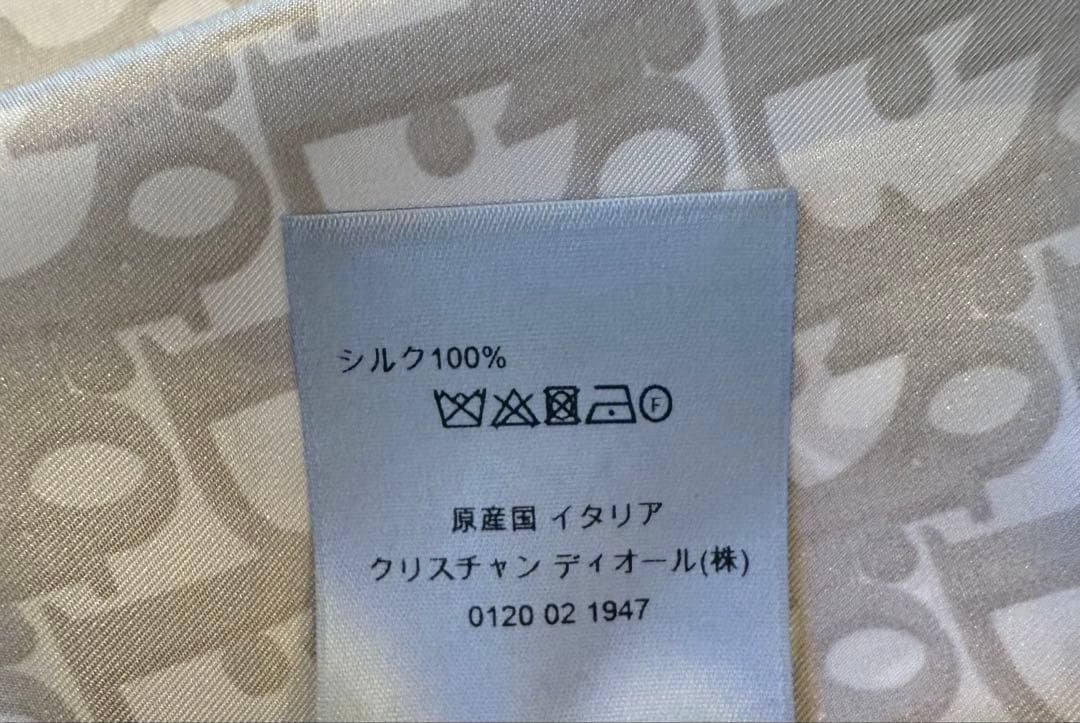 シルク100%
F
原産国 イタリア
クリスチャン ディオール(株)
0120 02 1947